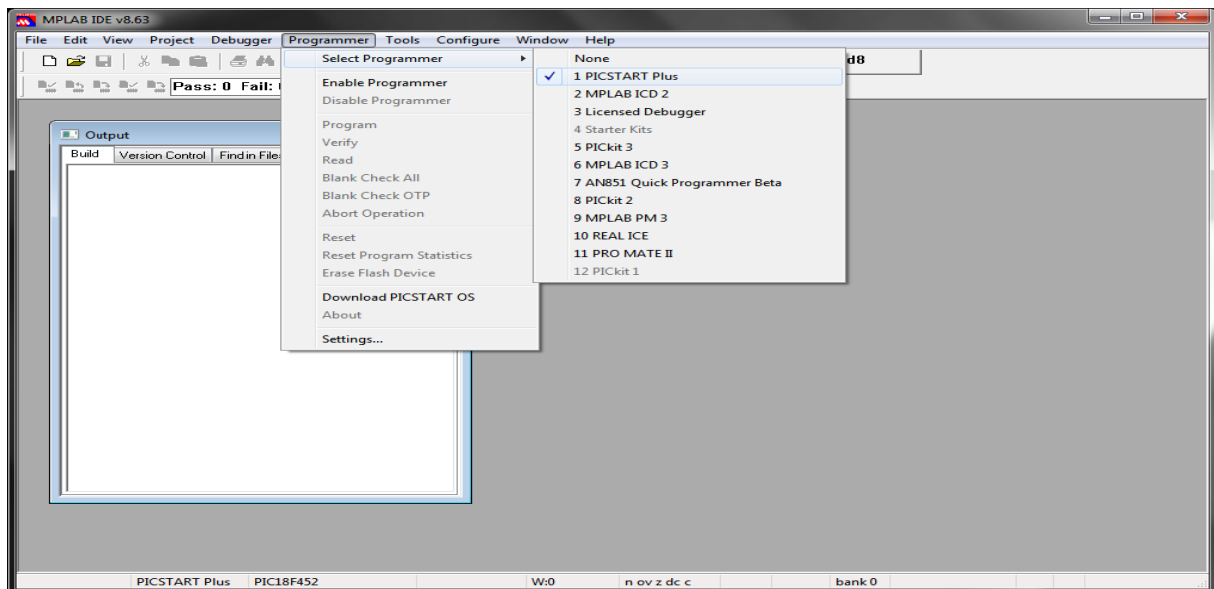 MPLAB IDE v8.63
File Edit View Project Debugger Programmer Tools Configure Window Help
Pass: 0 Fail:
d8
Select Programmer
Enable Programmer
Disable Programmer
Program
Verify
Read
Blank Check All
Blank Check OTP
Abort Operation
Reset
Reset Program Statistics
Erase Flash Device
Download PICSTART OS
About
Settings...
None
1 PICSTART Plus
2 MPLAB ICD 2
3 Licensed Debugger
4 Starter Kits
5 PICkit 3
6 MPLAB ICD 3
7 AN851 Quick Programmer Beta
8 PICkit 2
9 MPLAB PM 3
10 REAL ICE
11 PRO MATE II
12 PICkit 1
Output
Build Version Control Find in File
PICSTART Plus PIC18F452 W:0 n ov z dc c bank 0